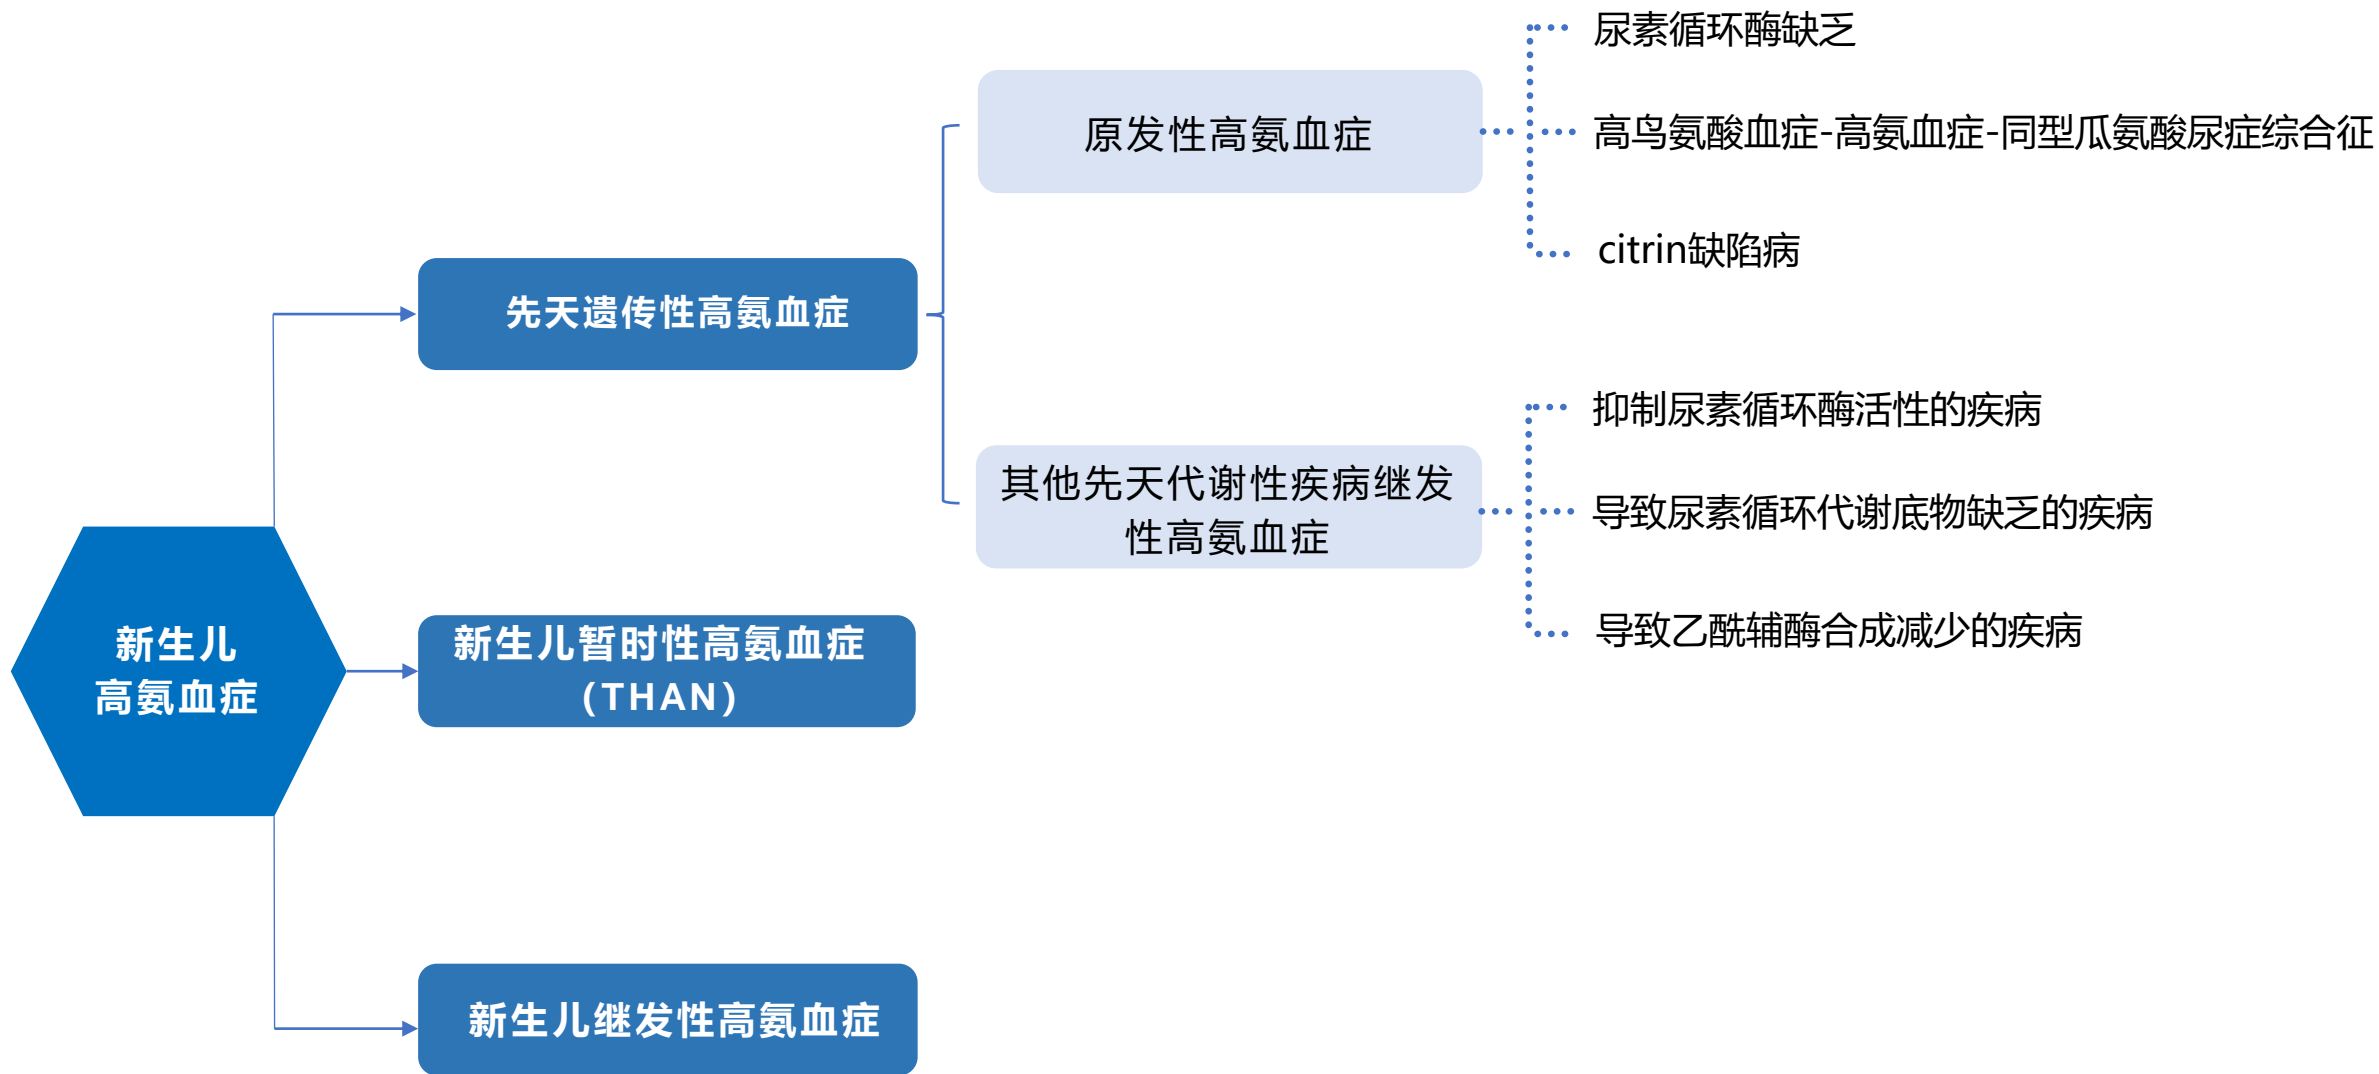 新生儿
高氨血症
先天遗传性高氨血症
原发性高氨血症
尿素循环酶缺乏
高鸟氨酸血症-高氨血症-同型瓜氨酸尿症综合征
citrin缺陷病
其他先天代谢性疾病继发
性高氨血症
抑制尿素循环酶活性的疾病
导致尿素循环代谢底物缺乏的疾病
导致乙酰辅酶合成减少的疾病
新生儿暂时性高氨血症
(THAN)
新生儿继发性高氨血症